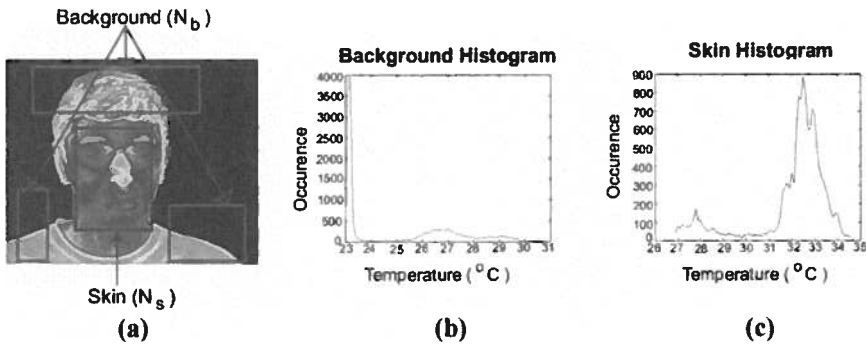 Background (N_b)
Skin (N_s)
(a)
Background Histogram
4000
3500
3000
2500
2000
1500
1000
500
0
Occurence
23 24 25 26 27 28 29 30 31
Temperature ( °C )
(b)
Skin Histogram
900
800
700
600
500
400
300
200
100
0
Occurence
26 27 28 29 30 31 32 33 34 35
Temperature ( °C )
(c)